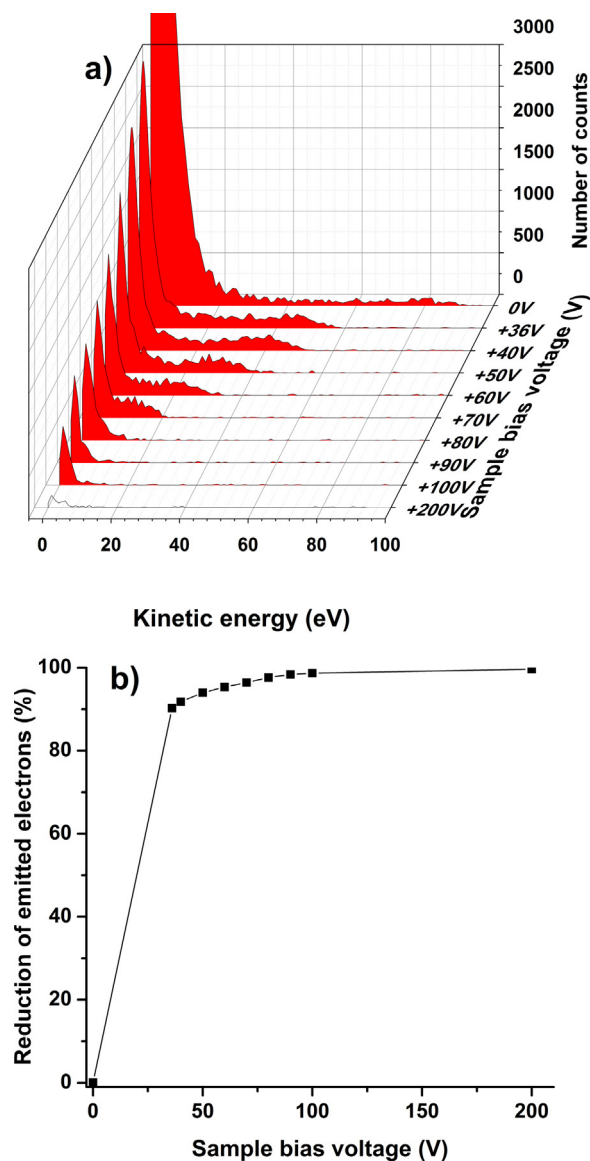 a)
3000
2500
2000
1500
1000
500
0
Number of counts
0V
+36V
+40V
+50V
+60V
+70V
+80V
+90V
+100V
+200V
Sample bias voltage (V)
0 20 40 60 80 100
Kinetic energy (eV)
b)
100
80
60
40
20
0
Reduction of emitted electrons (%)
0 50 100 150 200
Sample bias voltage (V)